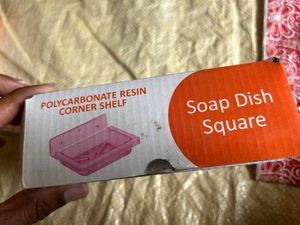 POLYCARBONATE RESIN
CORNER SHELF
Soap Dish
Square